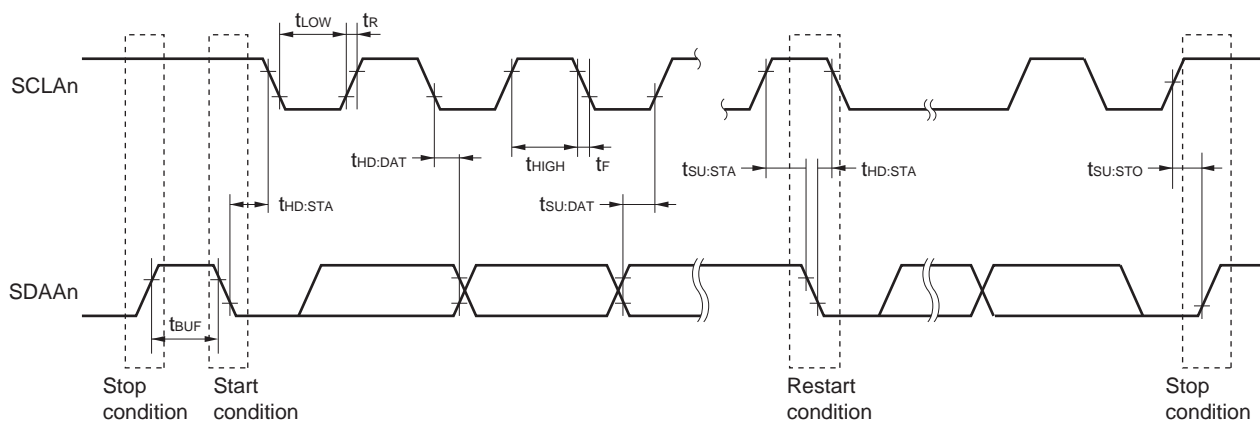 tLOW tR
SCLAn
tHD:DAT tHIGH tF tSU:STA tHD:STA tSU:STO
tHD:STA tSU:DAT
SDAAn
tBUF
Stop condition
Start condition
Restart condition
Stop condition